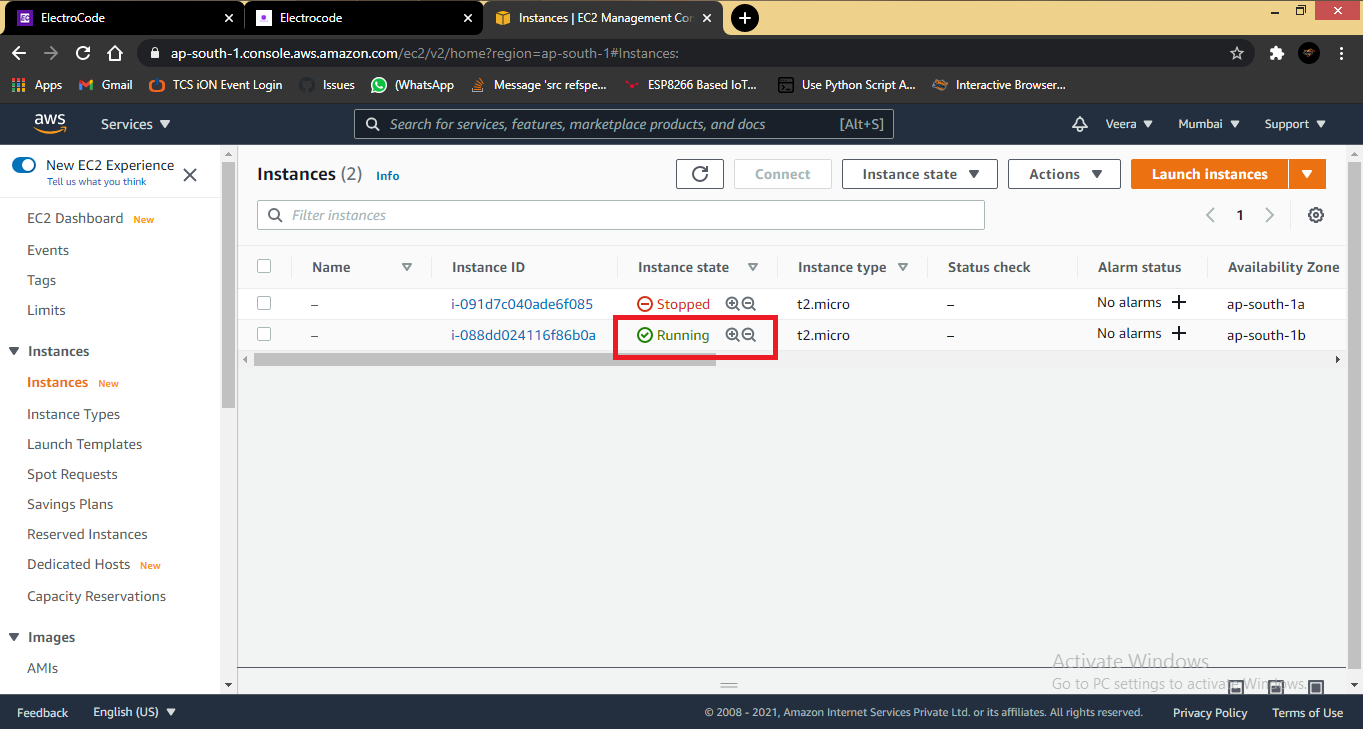 ElectroCode
Electrocode
Instances | EC2 Management Cor
ap-south-1.console.aws.amazon.com/ec2/v2/home?region=ap-south-1#Instances:
Apps
Gmail
TCS iON Event Login
Issues
(WhatsApp
Message 'src refspe...
ESP8266 Based IoT...
Use Python Script A...
Interactive Browser...
aws
Services
Search for services, features, marketplace products, and docs
[Alt+S]
Veera
Mumbai
Support
New EC2 Experience
Tell us what you think
EC2 Dashboard New
Events
Tags
Limits
Instances
Instances New
Instance Types
Launch Templates
Spot Requests
Savings Plans
Reserved Instances
Dedicated Hosts New
Capacity Reservations
Images
AMIs
Instances (2) Info
Connect
Instance state
Actions
Launch instances
Filter instances
1
Name Instance ID Instance state Instance type Status check Alarm status Availability Zone
– i-091d7c040ade6f085 Stopped t2.micro – No alarms + ap-south-1a
– i-088dd024116f86b0a Running t2.micro – No alarms + ap-south-1b
Activate Windows
Go to PC settings to activate Windows.
Feedback
English (US)
© 2008 - 2021, Amazon Internet Services Private Ltd. or its affiliates. All rights reserved.
Privacy Policy
Terms of Use